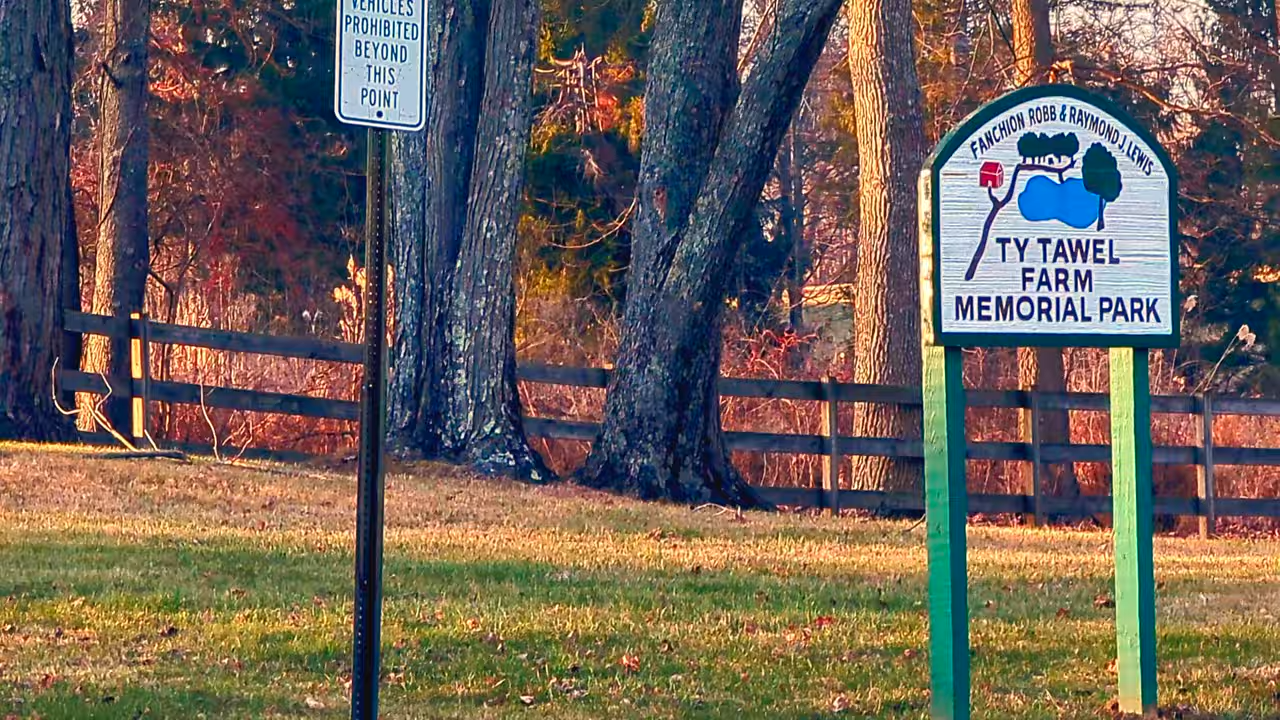 VEHICLES
PROHIBITED
BEYOND
THIS
POINT
FANCHION ROBB & RAYMOND J. LEWIS
TY TAWEL
FARM
MEMORIAL PARK